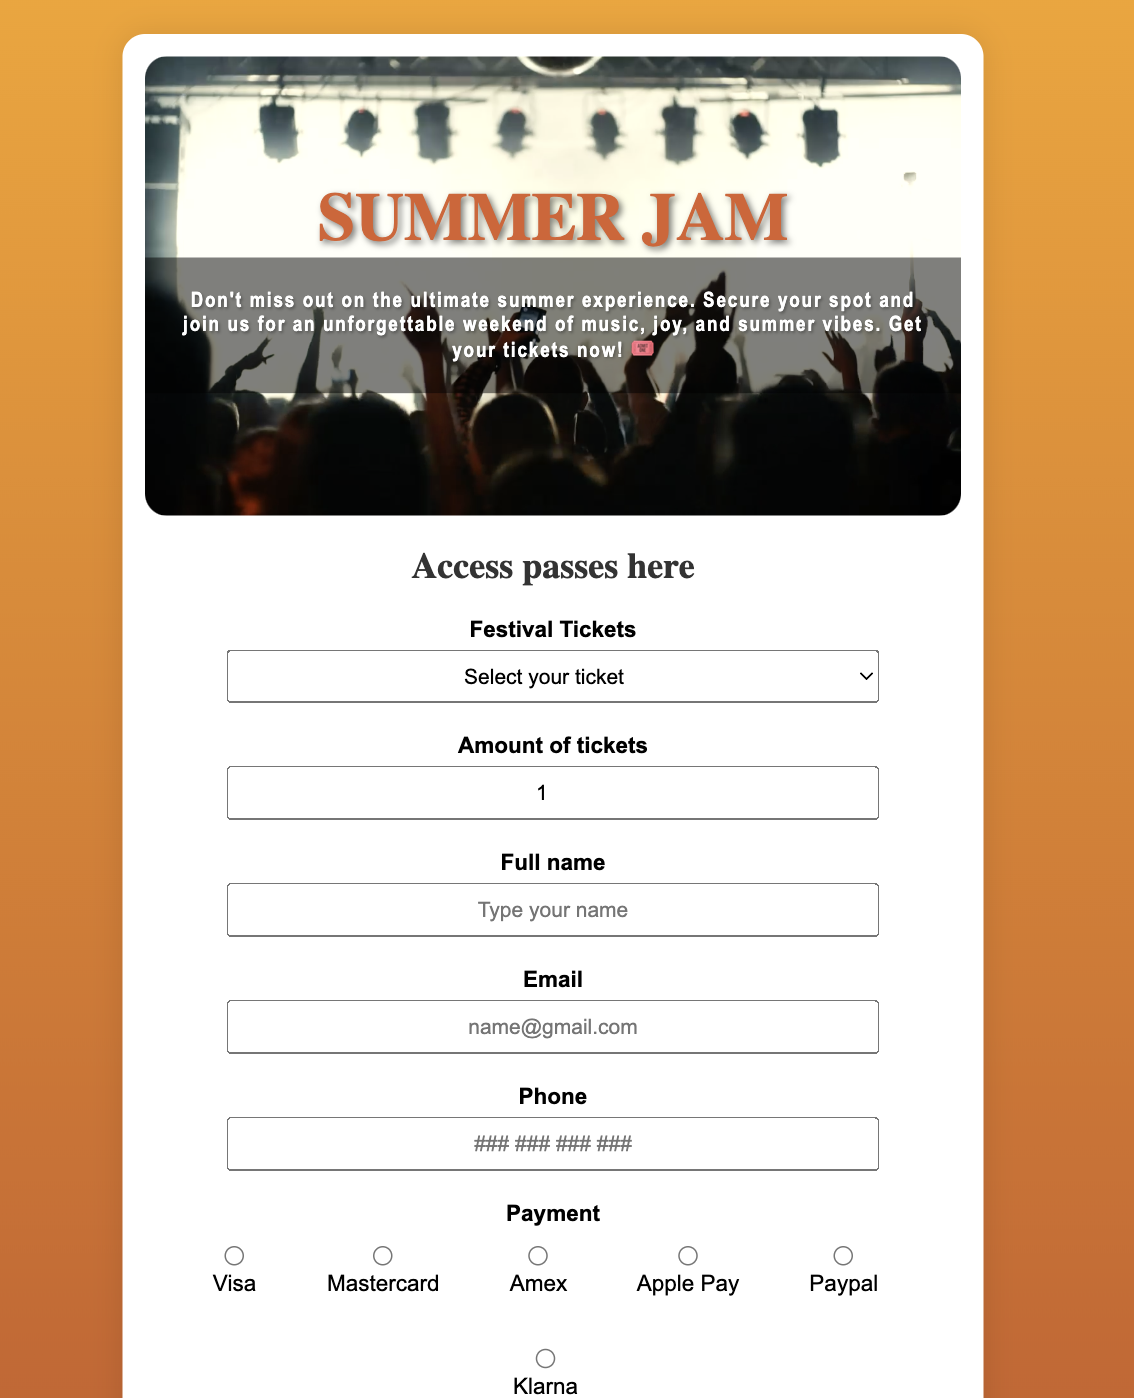 SUMMER JAM
Don't miss out on the ultimate summer experience. Secure your spot and
join us for an unforgettable weekend of music, joy, and summer vibes. Get
your tickets now! 🎟️
Access passes here
Festival Tickets
Select your ticket
Amount of tickets
1
Full name
Type your name
Email
name@gmail.com
Phone
### ### ### ###
Payment
Visa Mastercard Amex Apple Pay Paypal
Klarna